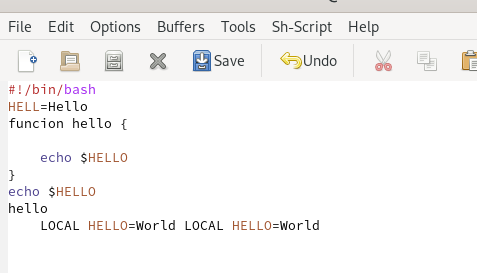 File Edit Options Buffers Tools Sh-Script Help
Save Undo
#!/bin/bash
HELL=Hello
funcion hello {
echo $HELLO
}
echo $HELLO
hello
LOCAL HELLO=World LOCAL HELLO=World